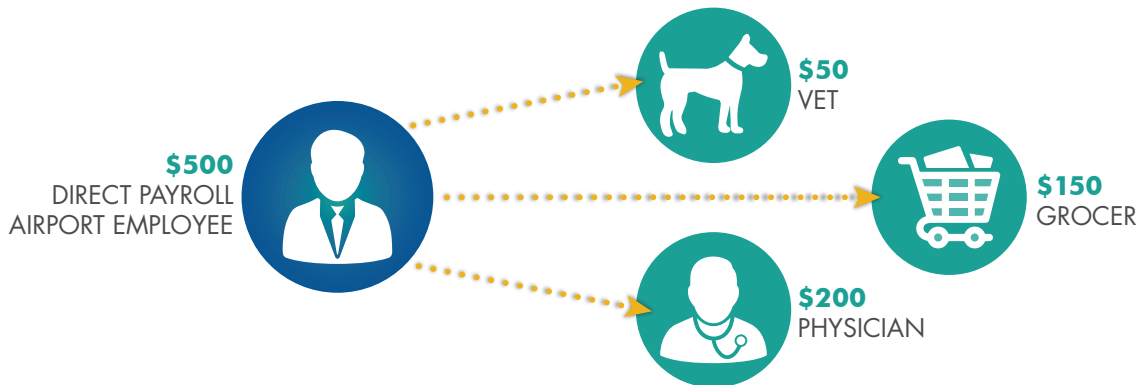 $500
DIRECT PAYROLL
AIRPORT EMPLOYEE
$50
VET
$150
GROCER
$200
PHYSICIAN